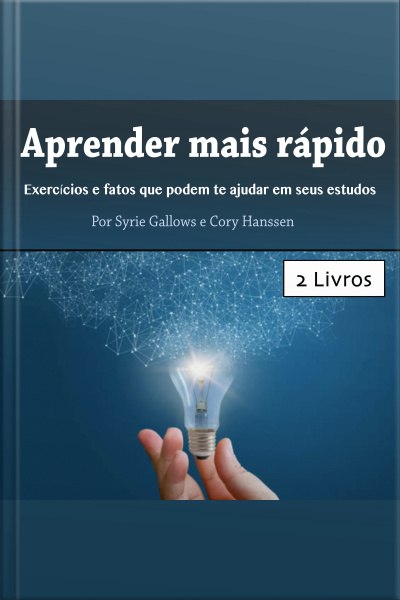 Aprender mais rápido
Exercícios e fatos que podem te ajudar em seus estudos
Por Syrie Gallows e Cory Hanssen
2 Livros